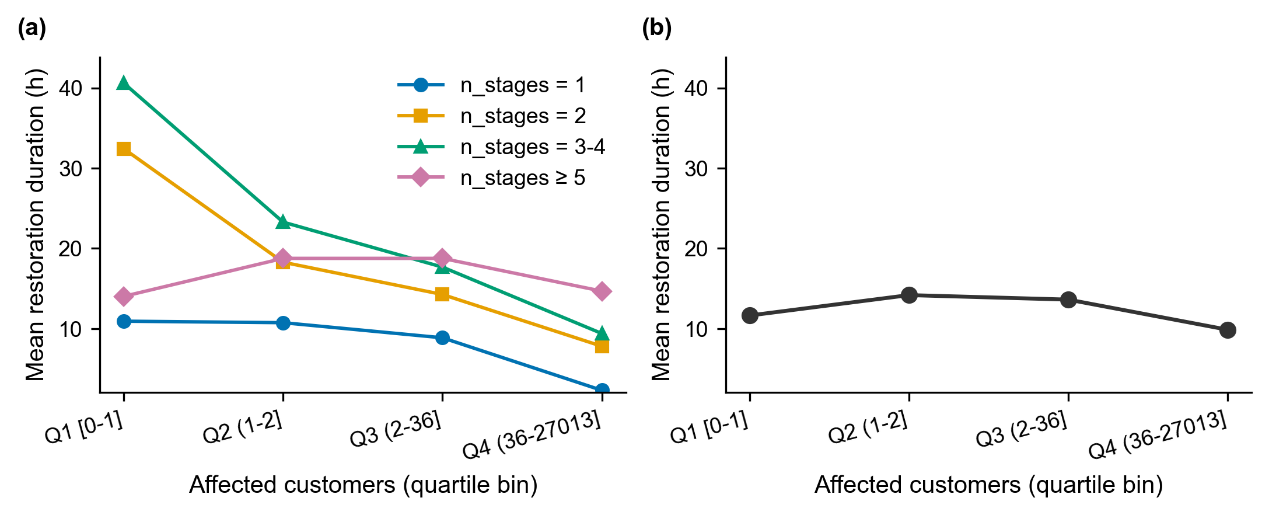 (a)
Mean restoration duration (h)
40
30
20
10
n_stages = 1
n_stages = 2
n_stages = 3-4
n_stages ≥ 5
Q1 [0-1]
Q2 (1-2]
Q3 (2-36]
Q4 (36-27013]
Affected customers (quartile bin)
(b)
Mean restoration duration (h)
40
30
20
10
Q1 [0-1]
Q2 (1-2]
Q3 (2-36]
Q4 (36-27013]
Affected customers (quartile bin)